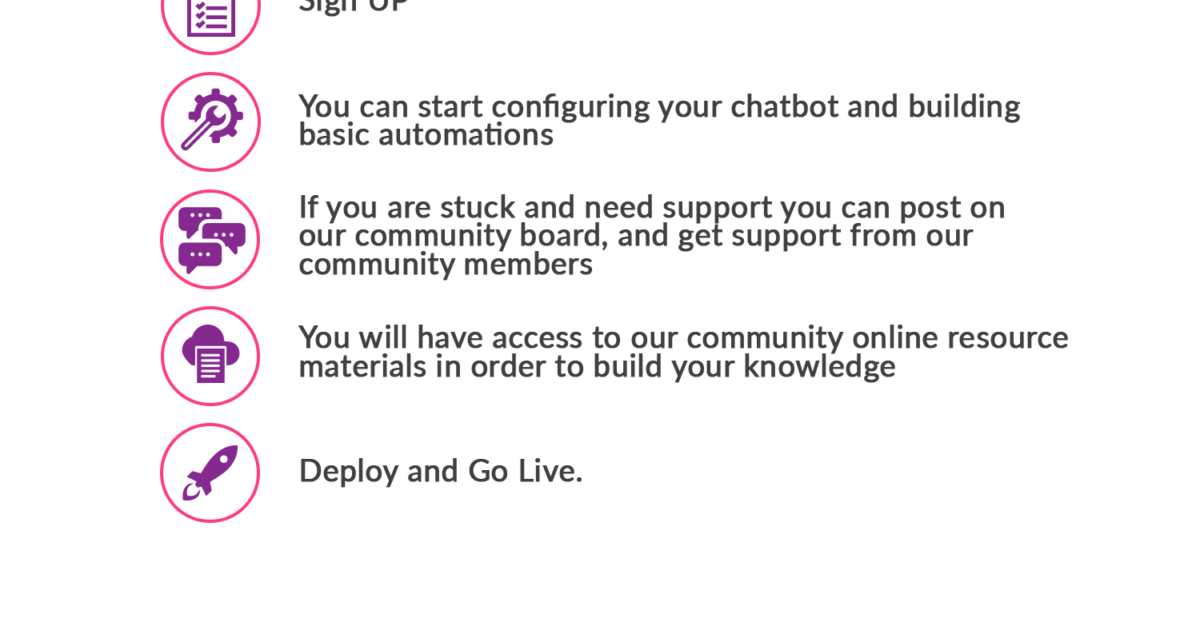 Sign UP
You can start configuring your chatbot and building
basic automations
If you are stuck and need support you can post on
our community board, and get support from our
community members
You will have access to our community online resource
materials in order to build your knowledge
Deploy and Go Live.